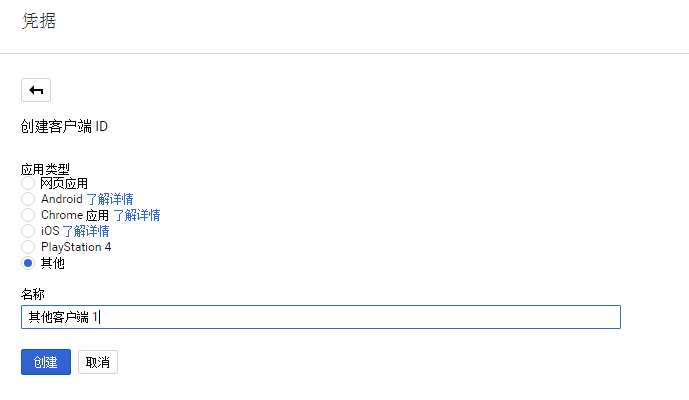 凭据
创建客户端 ID
应用类型
网页应用
Android 了解详情
Chrome 应用 了解详情
iOS 了解详情
PlayStation 4
其他
名称
其他客户端 1
创建 取消